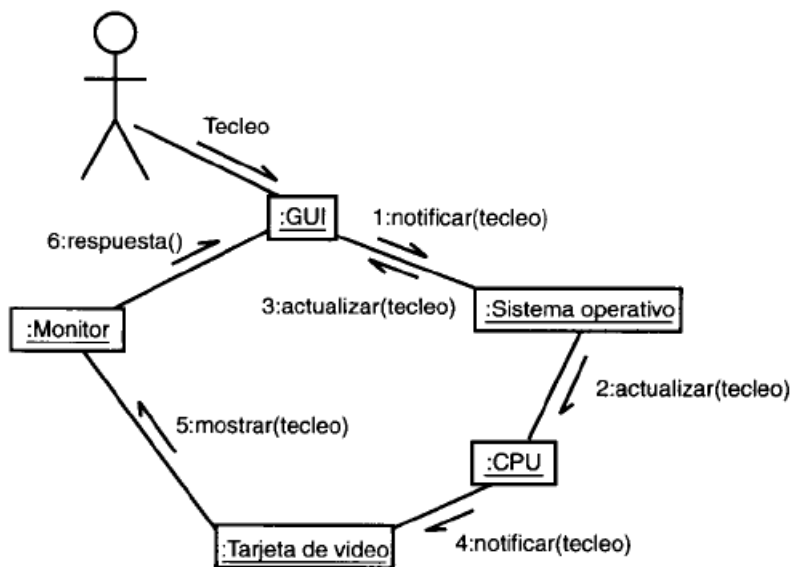 Tecleo
:GUI
1:notificar(tecleo)
6:respuesta()
3:actualizar(tecleo)
:Sistema operativo
:Monitor
2:actualizar(tecleo)
5:mostrar(tecleo)
:CPU
:Tarjeta de video
4:notificar(tecleo)